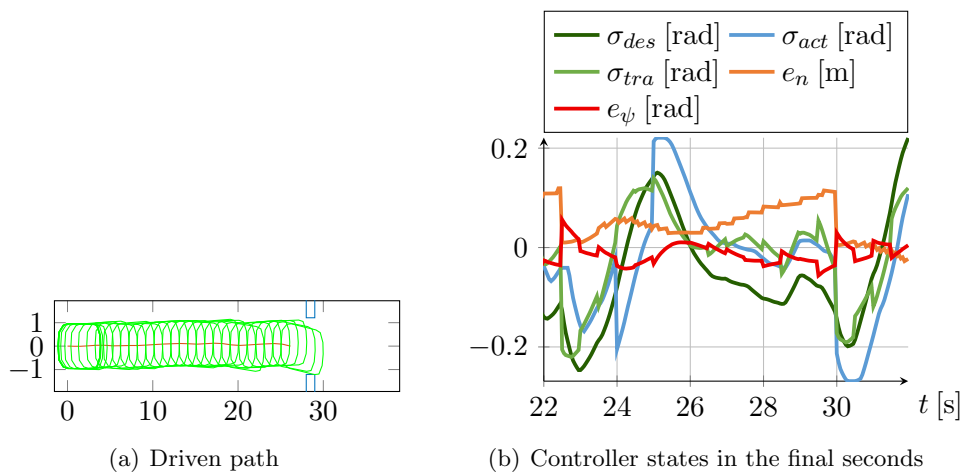 σ_des [rad] σ_act [rad]
σ_tra [rad] e_n [m]
e_ψ [rad]
0.2
0
−0.2
22 24 26 28 30 t [s]
1
0
−1
0 10 20 30
(a) Driven path
(b) Controller states in the final seconds